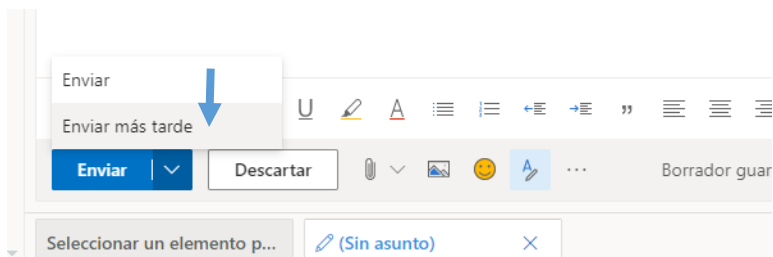 Enviar
Enviar más tarde
Enviar
Descartar
Borrador guar
Seleccionar un elemento p...
(Sin asunto)